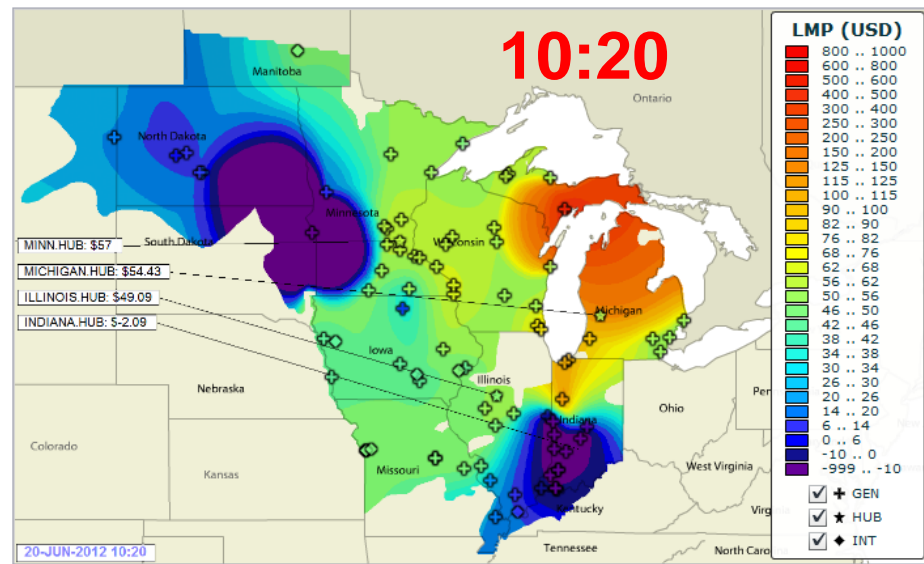 10:20
Manitoba
Ontario
North Dakota
Minnesota
South Dakota
Wisconsin
Michigan
Iowa
Illinois
Nebraska
Indiana
Ohio
Colorado
Kansas
Missouri
West Virginia
Kentucky
Tennessee
North Carol
Virg
Pen
MINN.HUB: $57
MICHIGAN.HUB: $54.43
ILLINOIS.HUB: $49.09
INDIANA.HUB: $-2.09
20-JUN-2012 10:20
LMP (USD)
800 .. 1000
600 .. 800
500 .. 600
400 .. 500
300 .. 400
250 .. 300
200 .. 250
150 .. 200
125 .. 150
115 .. 125
100 .. 115
90 .. 100
82 .. 90
76 .. 82
68 .. 76
62 .. 68
56 .. 62
50 .. 56
46 .. 50
42 .. 46
38 .. 42
34 .. 38
30 .. 34
26 .. 30
20 .. 26
14 .. 20
6 .. 14
0 .. 6
-10 .. 0
-999 .. -10
GEN
HUB
INT